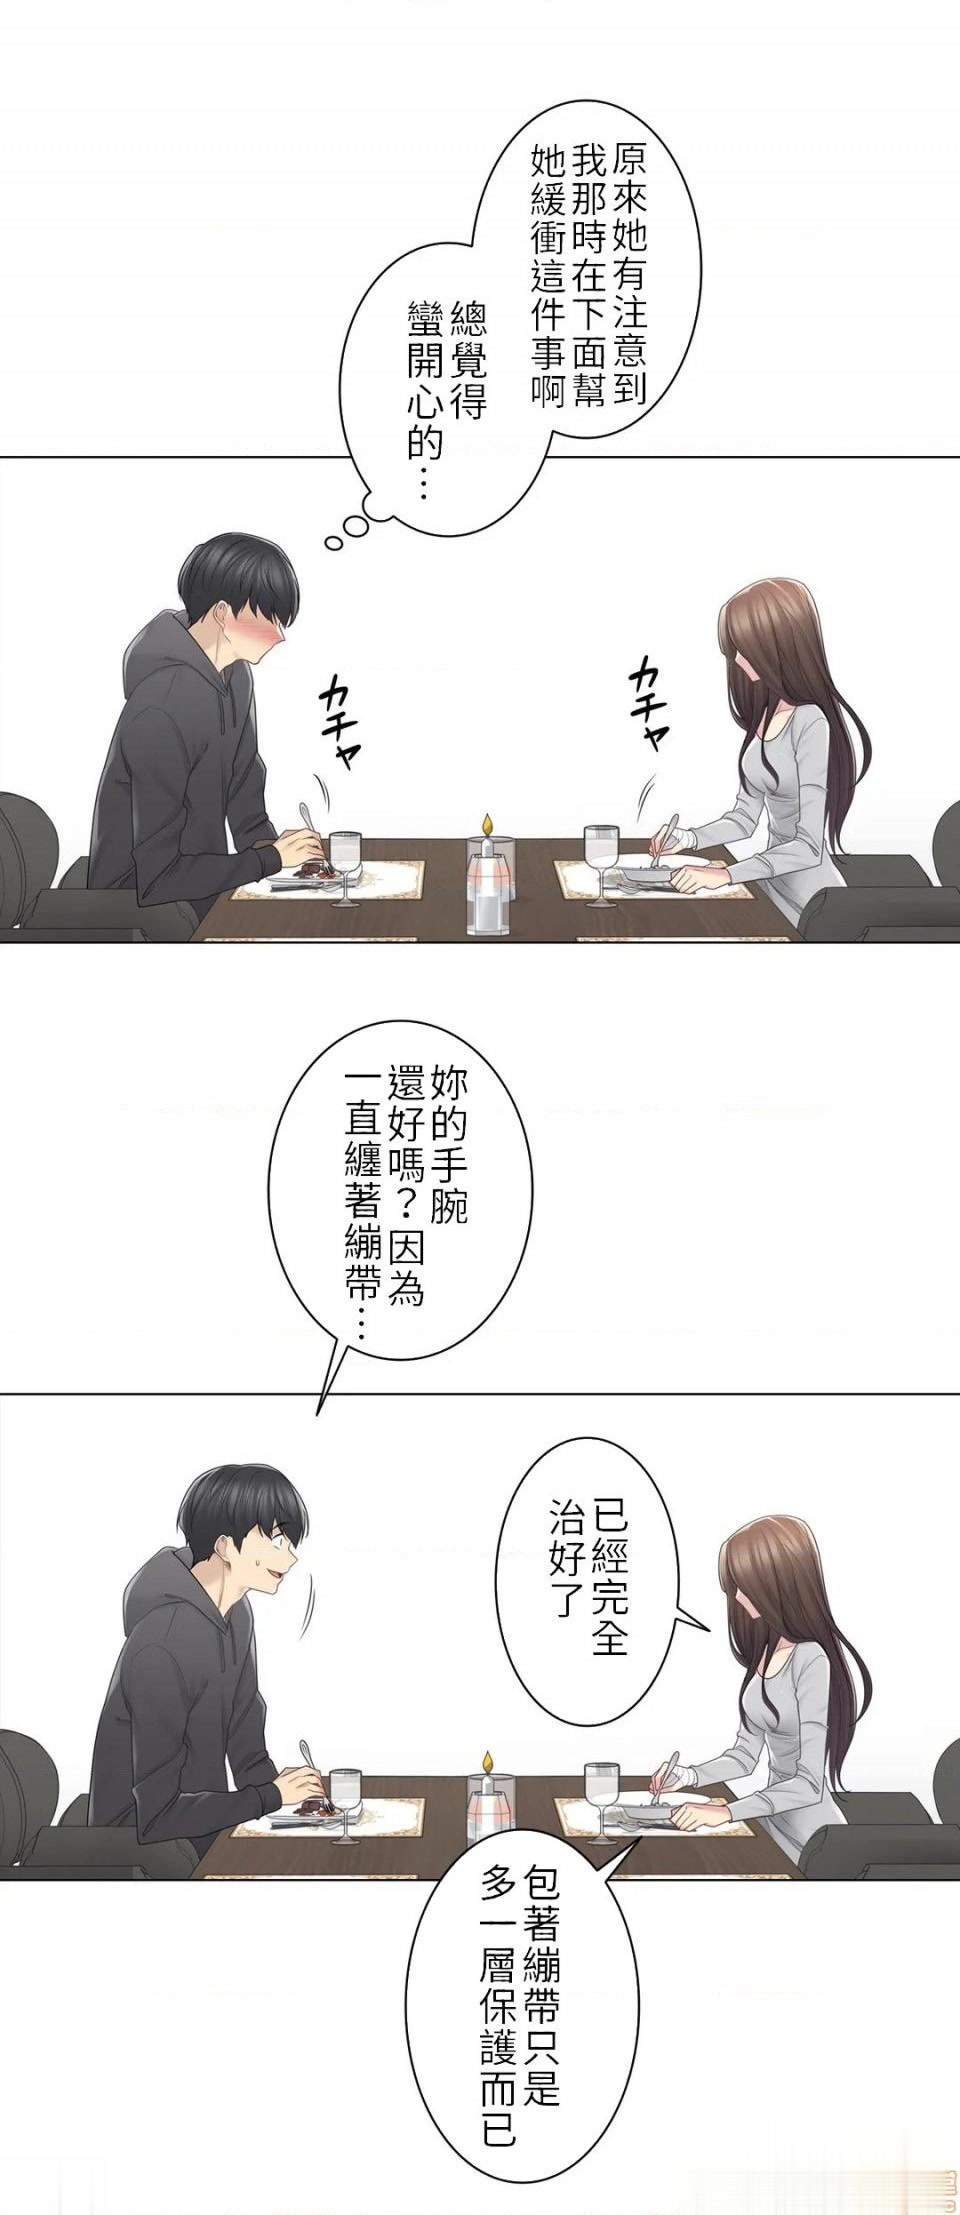 原來她有注意到
我那時在下面幫
她緩衝這件事啊
總覺得
蠻開心的…
カチャ
カチャ
妳的手腕
還好嗎？因為
一直纏著繃帶…
已經完全
治好了
包著繃帶只是
多一層保護而已